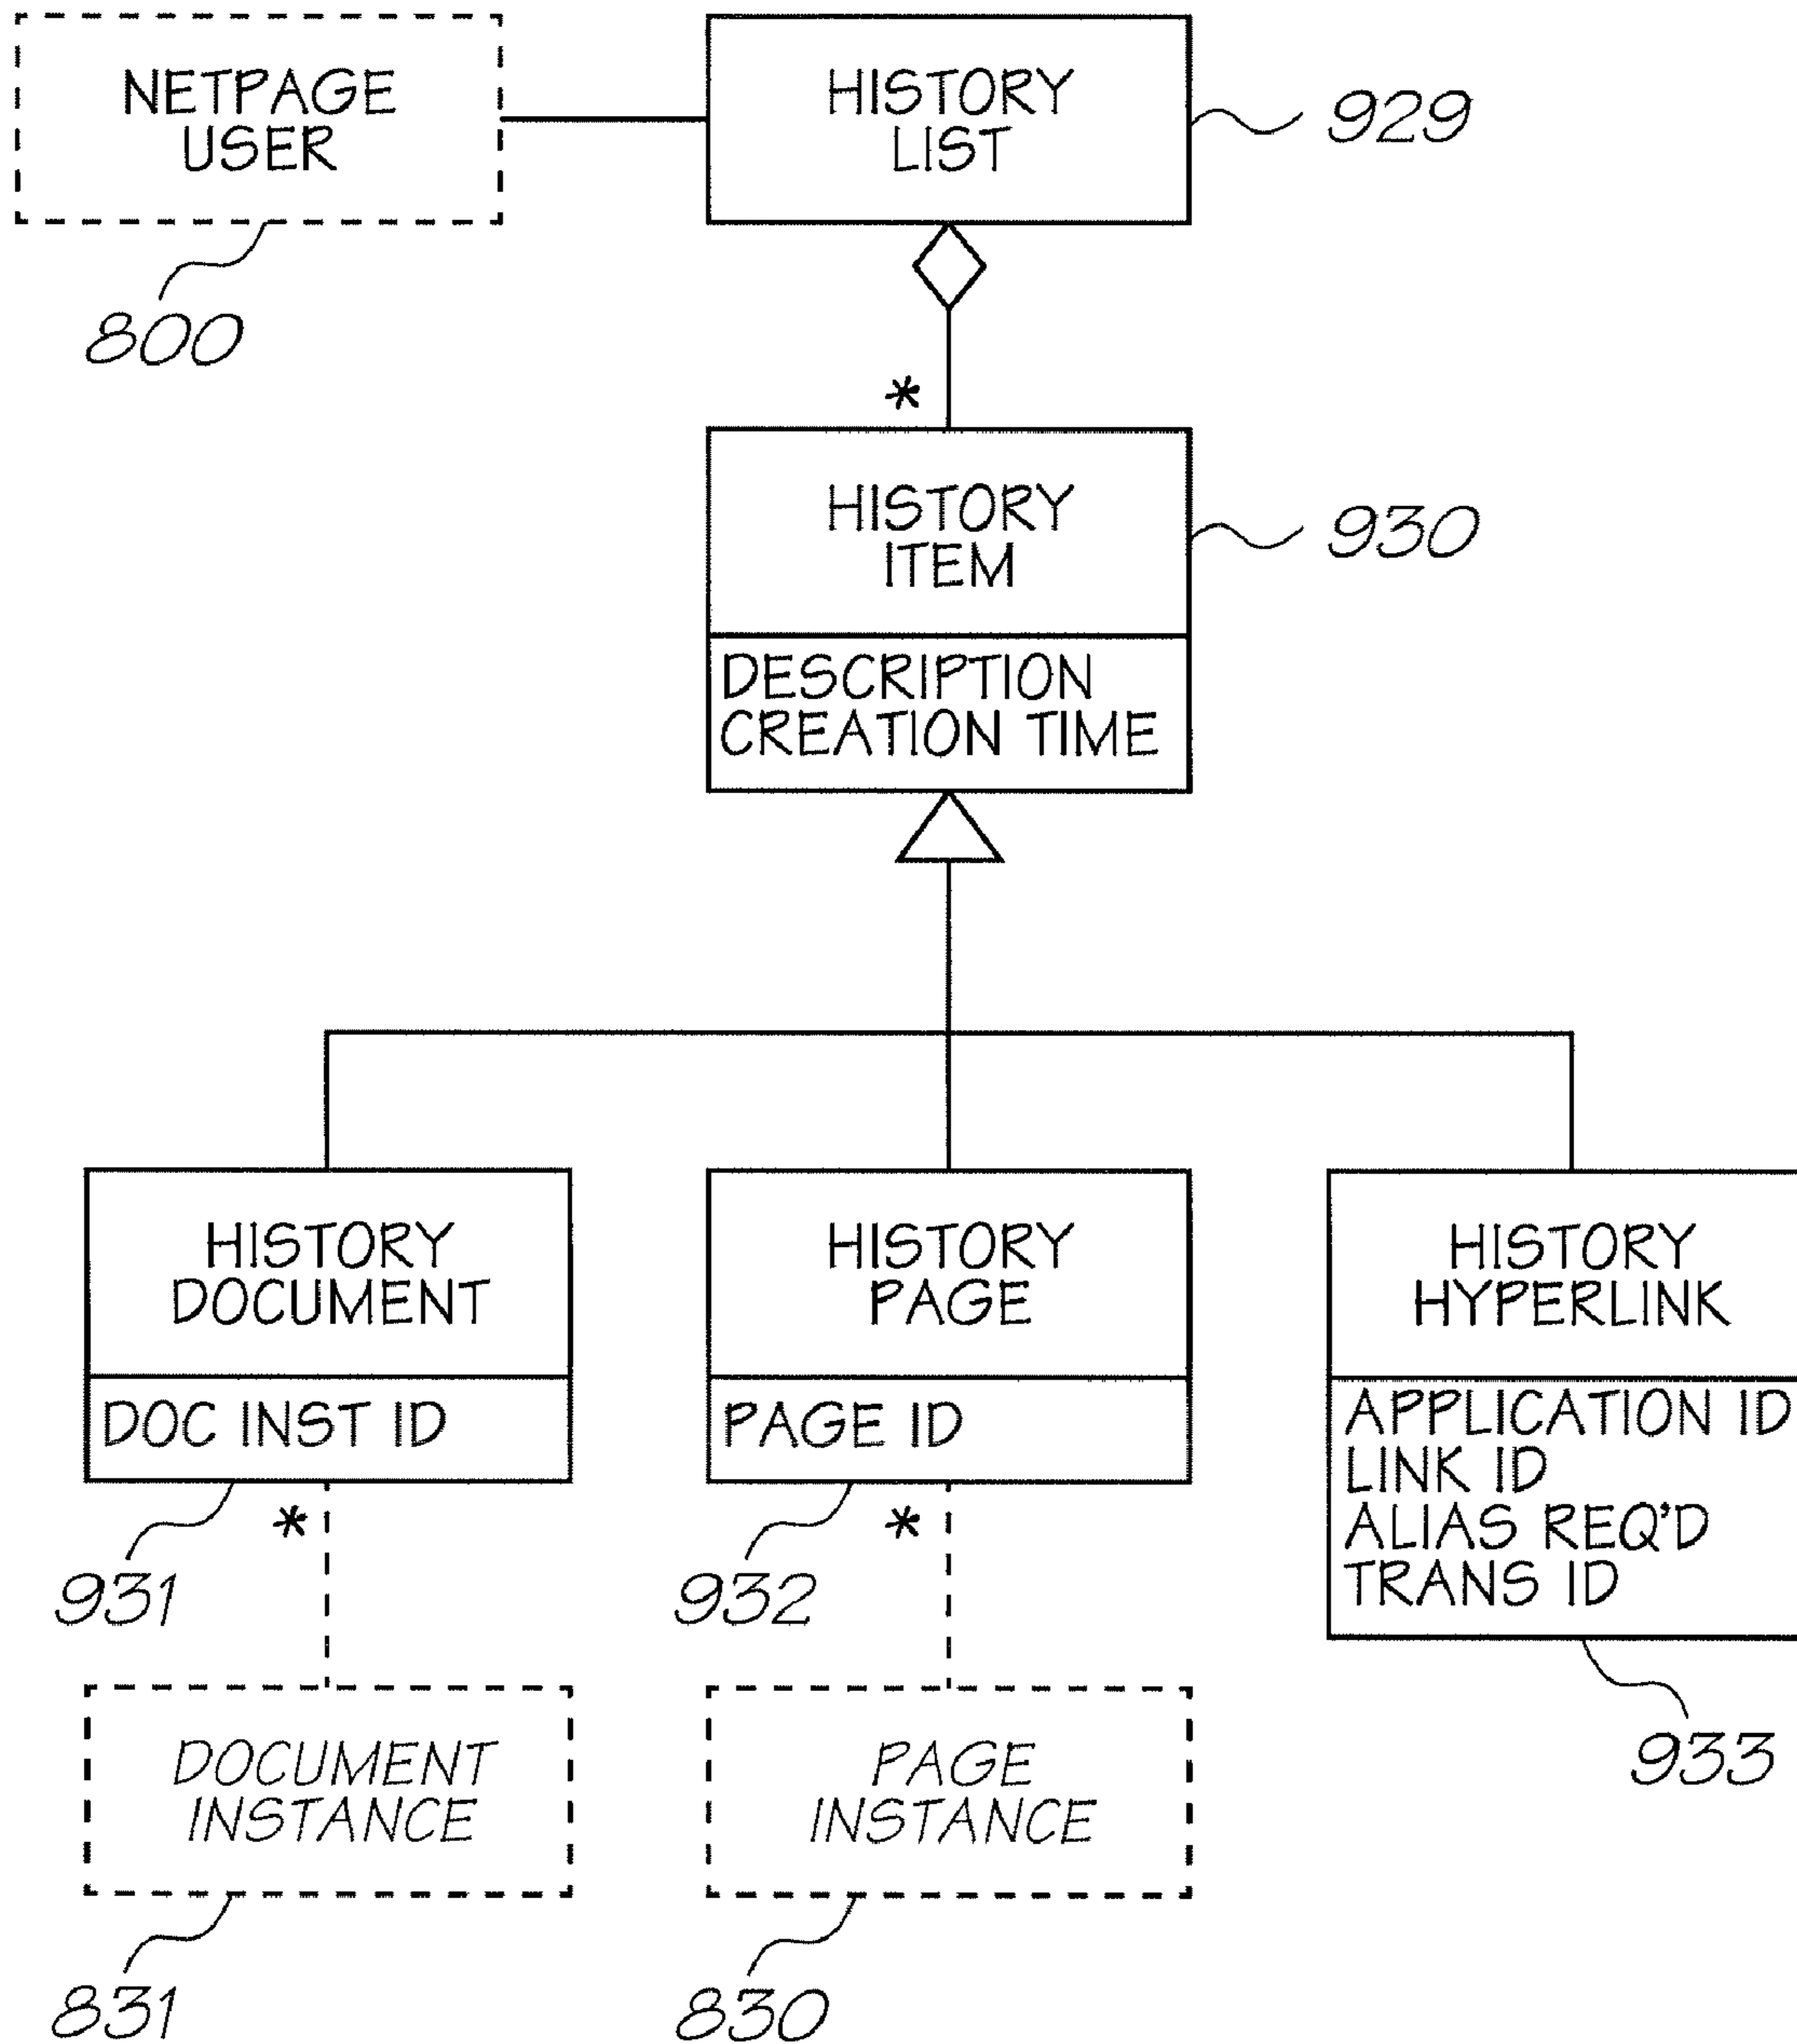 NETPAGE
USER
800
HISTORY
LIST
929
*
HISTORY
ITEM
930
DESCRIPTION
CREATION TIME
HISTORY
DOCUMENT
DOC INST ID
931
*
HISTORY
PAGE
PAGE ID
932
*
HISTORY
HYPERLINK
APPLICATION ID
LINK ID
ALIAS REQ'D
TRANS ID
933
DOCUMENT
INSTANCE
831
PAGE
INSTANCE
830